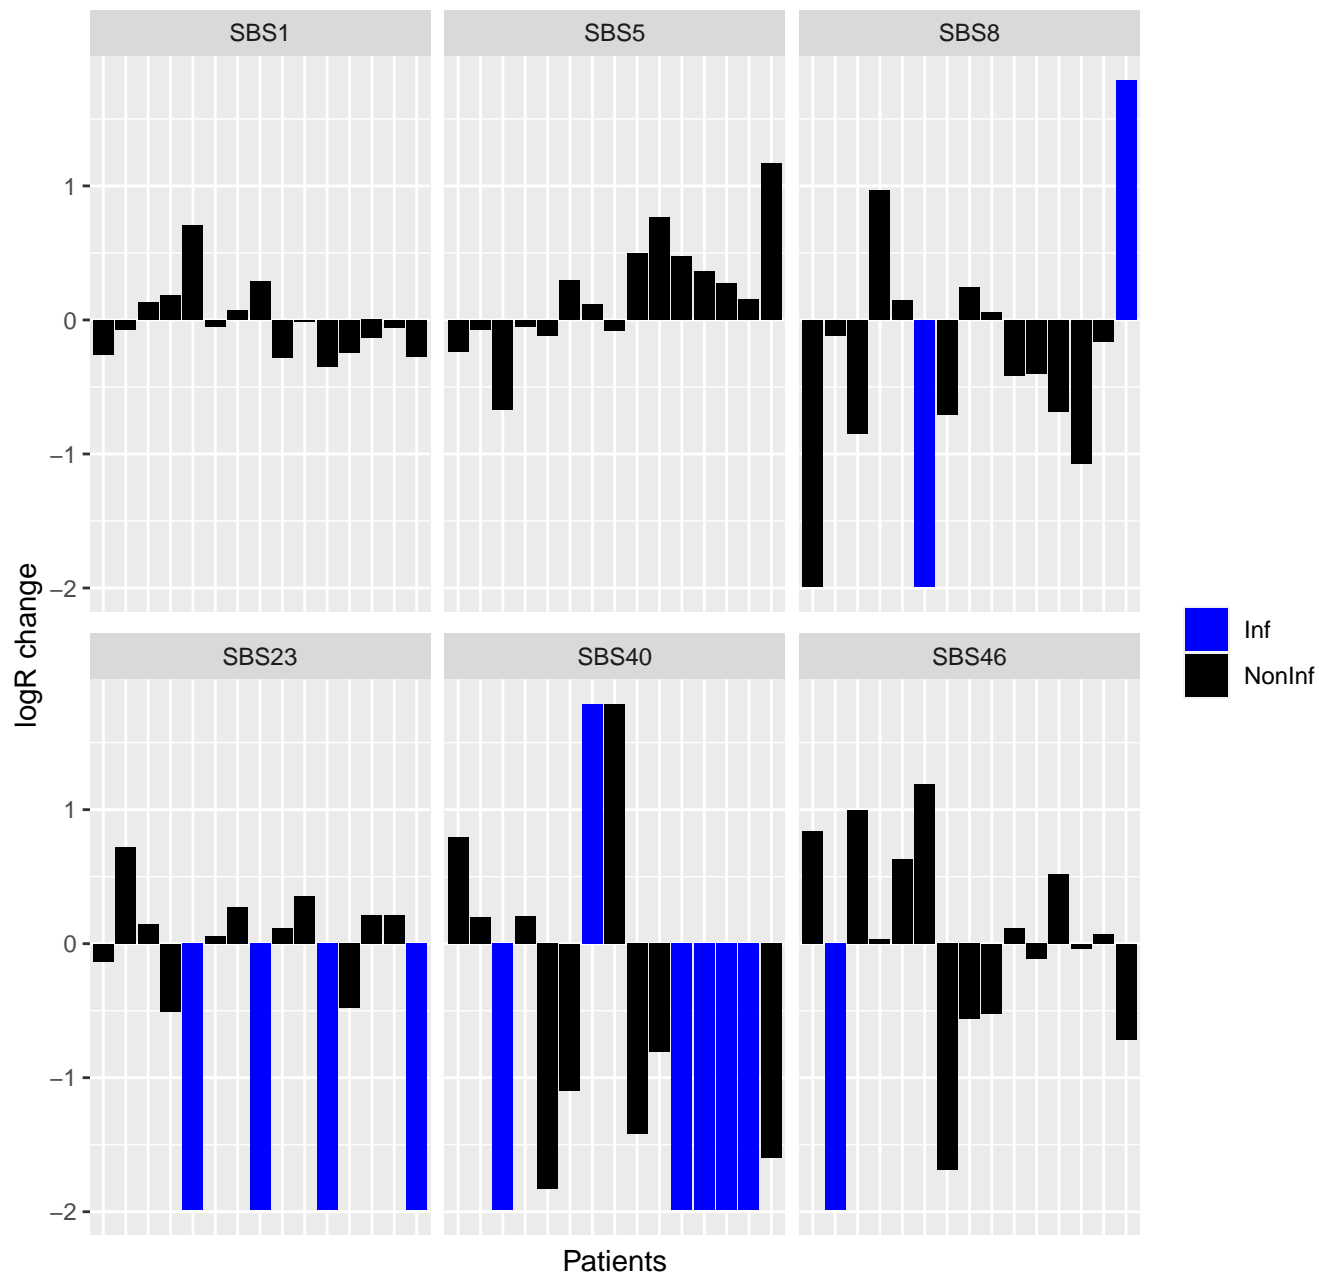 SBS1
SBS5
SBS8
1
0
−1
−2
SBS23
SBS40
SBS46
1
0
−1
−2
logR change
Patients
Inf
NonInf